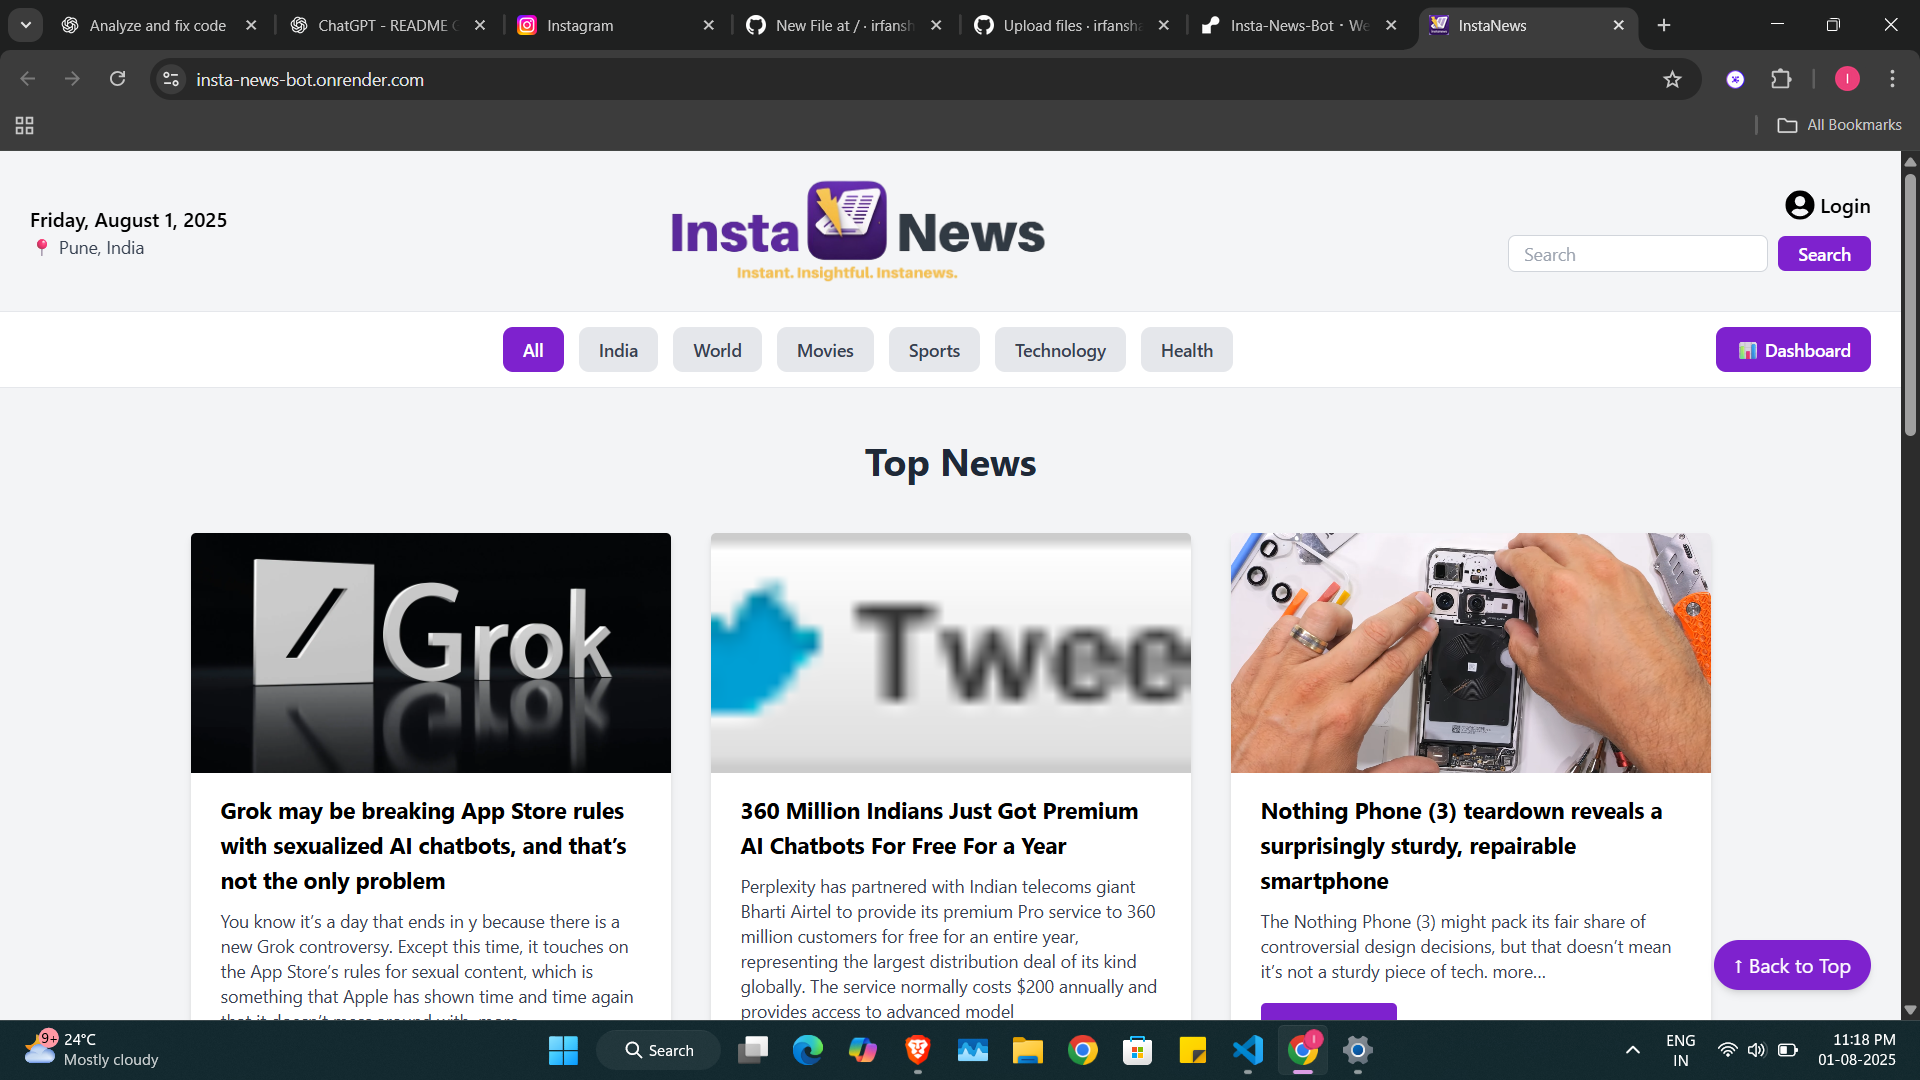 Analyze and fix code
ChatGPT - README
Instagram
New File at / · irfansh
Upload files · irfansha
Insta-News-Bot · We
InstaNews
insta-news-bot.onrender.com
I
All Bookmarks
Friday, August 1, 2025
Pune, India
Insta News
Instant. Insightful. Instanews.
Login
Search
Search
All
India
World
Movies
Sports
Technology
Health
Dashboard
Top News
Grok
Twee
Grok may be breaking App Store rules
with sexualized AI chatbots, and that’s
not the only problem
You know it’s a day that ends in y because there is a
new Grok controversy. Except this time, it touches on
the App Store’s rules for sexual content, which is
something that Apple has shown time and time again
that it doesn’t mess around with. more...
360 Million Indians Just Got Premium
AI Chatbots For Free For a Year
Perplexity has partnered with Indian telecoms giant
Bharti Airtel to provide its premium Pro service to 360
million customers for free for an entire year,
representing the largest distribution deal of its kind
globally. The service normally costs $200 annually and
provides access to advanced model
Nothing Phone (3) teardown reveals a
surprisingly sturdy, repairable
smartphone
The Nothing Phone (3) might pack its fair share of
controversial design decisions, but that doesn’t mean
it’s not a sturdy piece of tech. more...
↑ Back to Top
9+
24°C
Mostly cloudy
Search
I
ENG
IN
11:18 PM
01-08-2025